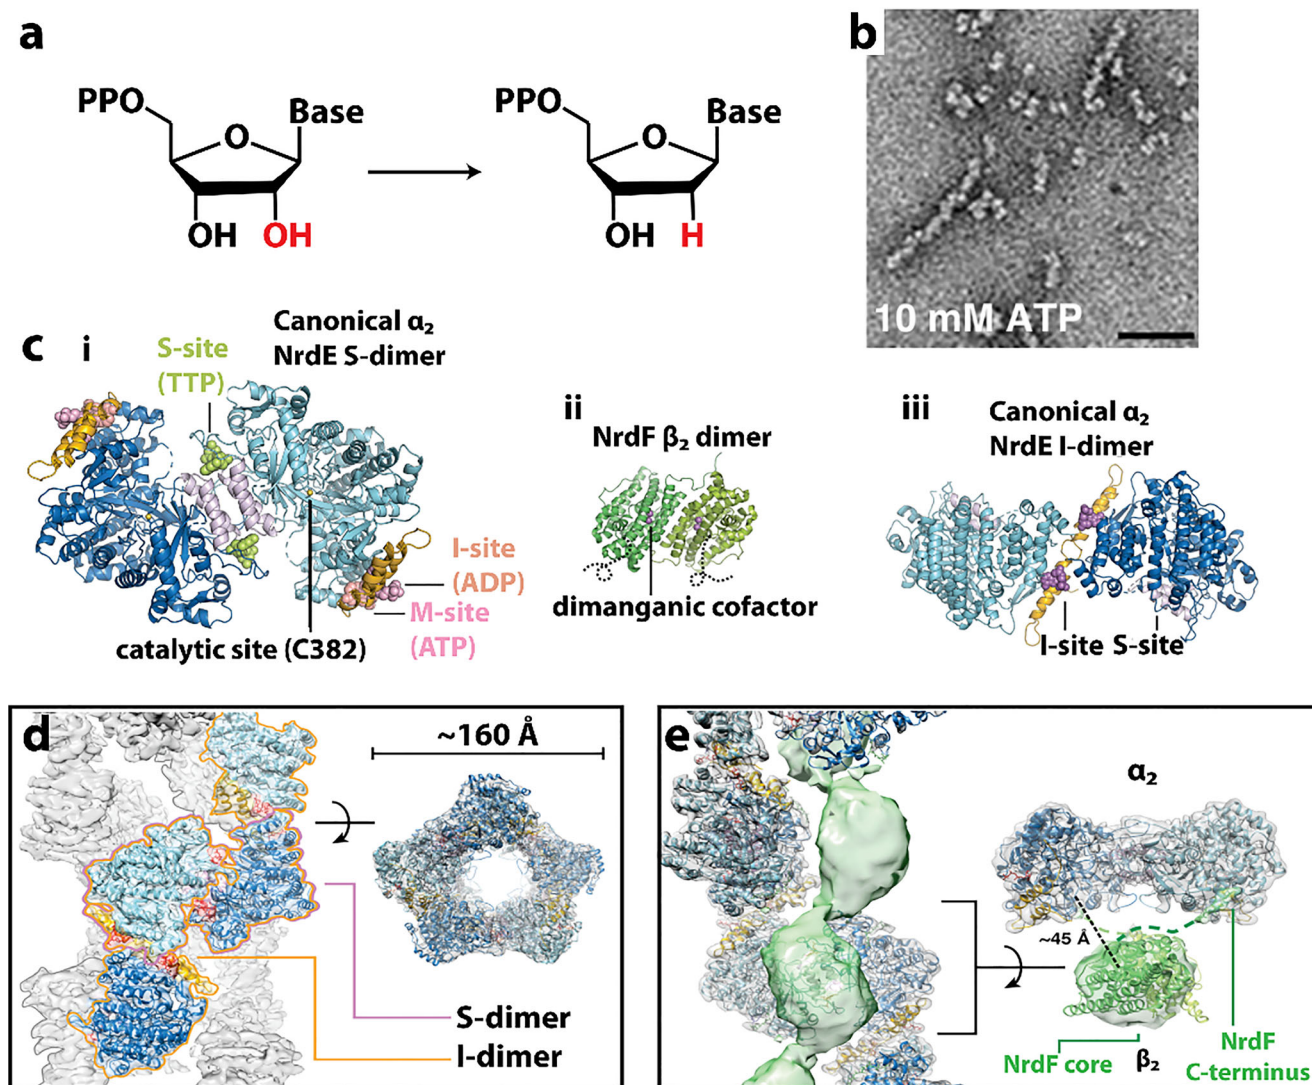 a
PPO
O
Base
OH
OH
PPO
O
Base
OH
H
b
10 mM ATP
c
i
S-site
(TTP)
Canonical α₂
NrdE S-dimer
I-site
(ADP)
M-site
(ATP)
catalytic site (C382)
ii
NrdF β₂ dimer
dimanganic cofactor
iii
Canonical α₂
NrdE I-dimer
I-site
S-site
d
~160 Å
S-dimer
I-dimer
e
α₂
~45 Å
NrdF core
β₂
NrdF
C-terminus